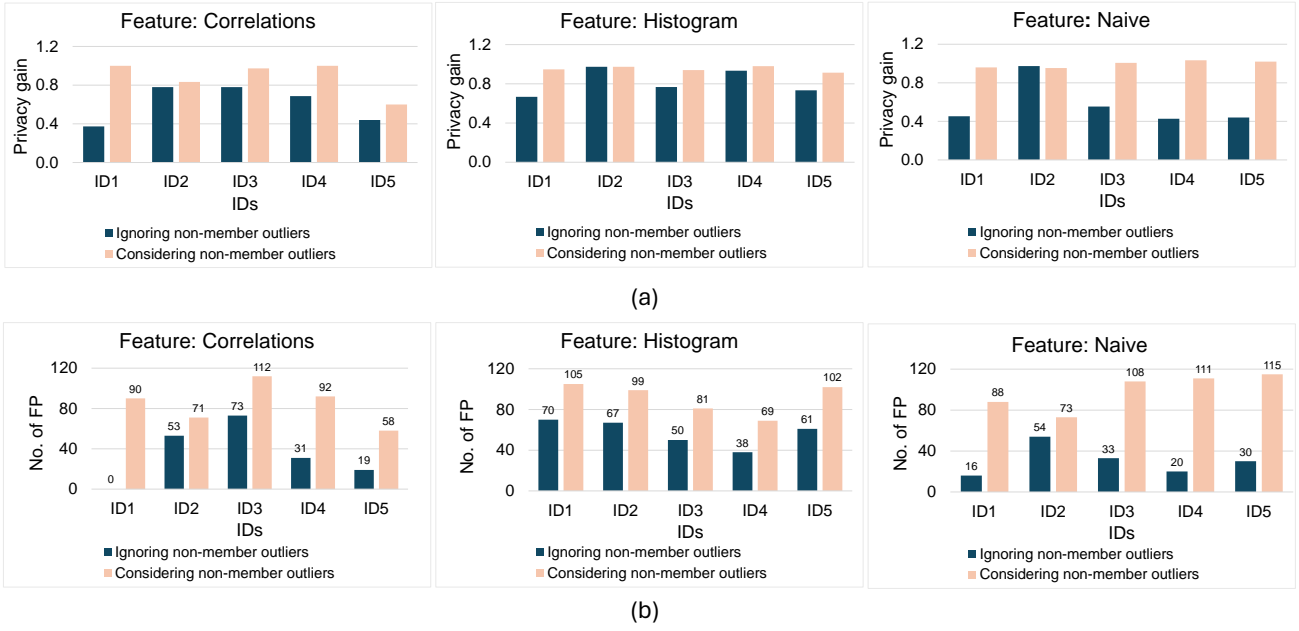 Feature: Correlations
Privacy gain
1.2
0.8
0.4
0.0
ID1 ID2 ID3 ID4 ID5
IDs
Ignoring non-member outliers
Considering non-member outliers
Feature: Histogram
Privacy gain
1.2
0.8
0.4
0.0
ID1 ID2 ID3 ID4 ID5
IDs
Ignoring non-member outliers
Considering non-member outliers
Feature: Naive
Privacy gain
1.2
0.8
0.4
0.0
ID1 ID2 ID3 ID4 ID5
IDs
Ignoring non-member outliers
Considering non-member outliers
(a)
Feature: Correlations
No. of FP
120
80
40
0
0 90 53 71 73 112 31 92 19 58
ID1 ID2 ID3 ID4 ID5
IDs
Ignoring non-member outliers
Considering non-member outliers
Feature: Histogram
No. of FP
120
80
40
0
70 105 67 99 50 81 38 69 61 102
ID1 ID2 ID3 ID4 ID5
IDs
Ignoring non-member outliers
Considering non-member outliers
Feature: Naive
No. of FP
120
80
40
0
16 88 54 73 33 108 20 111 30 115
ID1 ID2 ID3 ID4 ID5
IDs
Ignoring non-member outliers
Considering non-member outliers
(b)